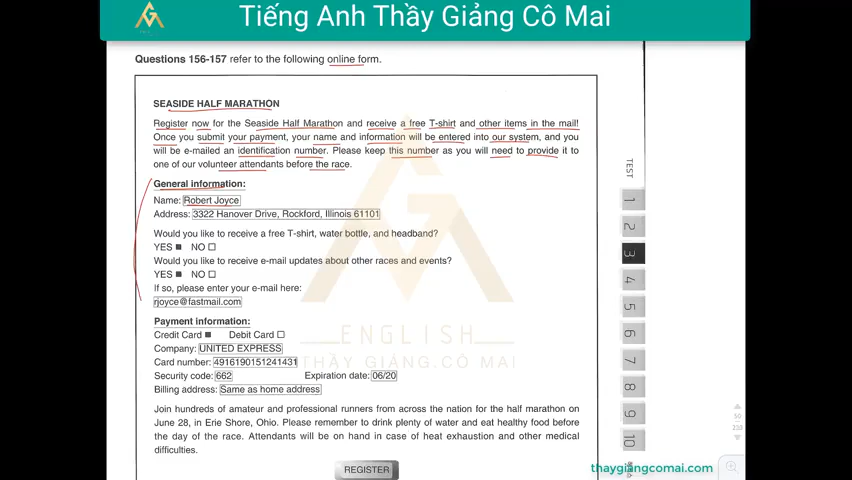 Tiếng Anh Thầy Giảng Cô Mai
Questions 156-157 refer to the following online form.
SEASIDE HALF MARATHON
Register now for the Seaside Half Marathon and receive a free T-shirt and other items in the mail!
Once you submit your payment, your name and information will be entered into our system, and you
will be e-mailed an identification number. Please keep this number as you will need to provide it to
one of our volunteer attendants before the race.
General information:
Name: Robert Joyce
Address: 3322 Hanover Drive, Rockford, Illinois 61101
Would you like to receive a free T-shirt, water bottle, and headband?
YES NO
Would you like to receive e-mail updates about other races and events?
YES NO
If so, please enter your e-mail here:
rjoyce@fastmail.com
Payment information:
Credit Card Debit Card
Company: UNITED EXPRESS
Card number: 4916190151241431
Security code: 662 Expiration date: 06/20
Billing address: Same as home address
Join hundreds of amateur and professional runners from across the nation for the half marathon on
June 28, in Erie Shore, Ohio. Please remember to drink plenty of water and eat healthy food before
the day of the race. Attendants will be on hand in case of heat exhaustion and other medical
difficulties.
REGISTER
ENGLISH
THẦY GIẢNG.CÔ MAI
TEST
1
2
3
4
5
6
7
8
9
10
thaygiangcomai.com